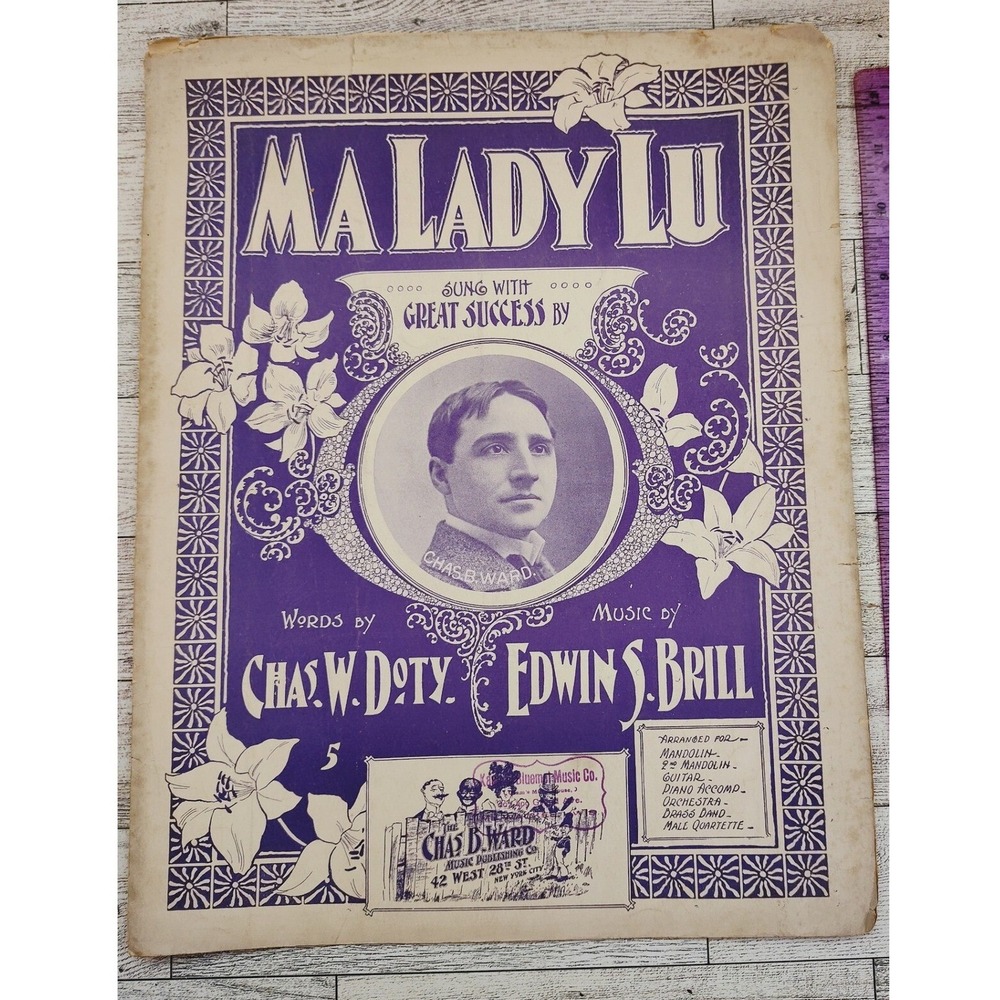 MA LADY LU
SUNG WITH
GREAT SUCCESS BY
CHAS. B. WARD.
WORDS BY
MUSIC BY
CHAS. W. DOTY.
EDWIN S. BRILL
5
ARRANGED FOR
MANDOLIN
2ND MANDOLIN
GUITAR
PIANO ACCOMP
ORCHESTRA
BRASS BAND
MALE QUARTETTE
Music Co.
THE
CHAS B. WARD
MUSIC PUBLISHING CO
42 WEST 28TH ST.
NEW YORK CITY